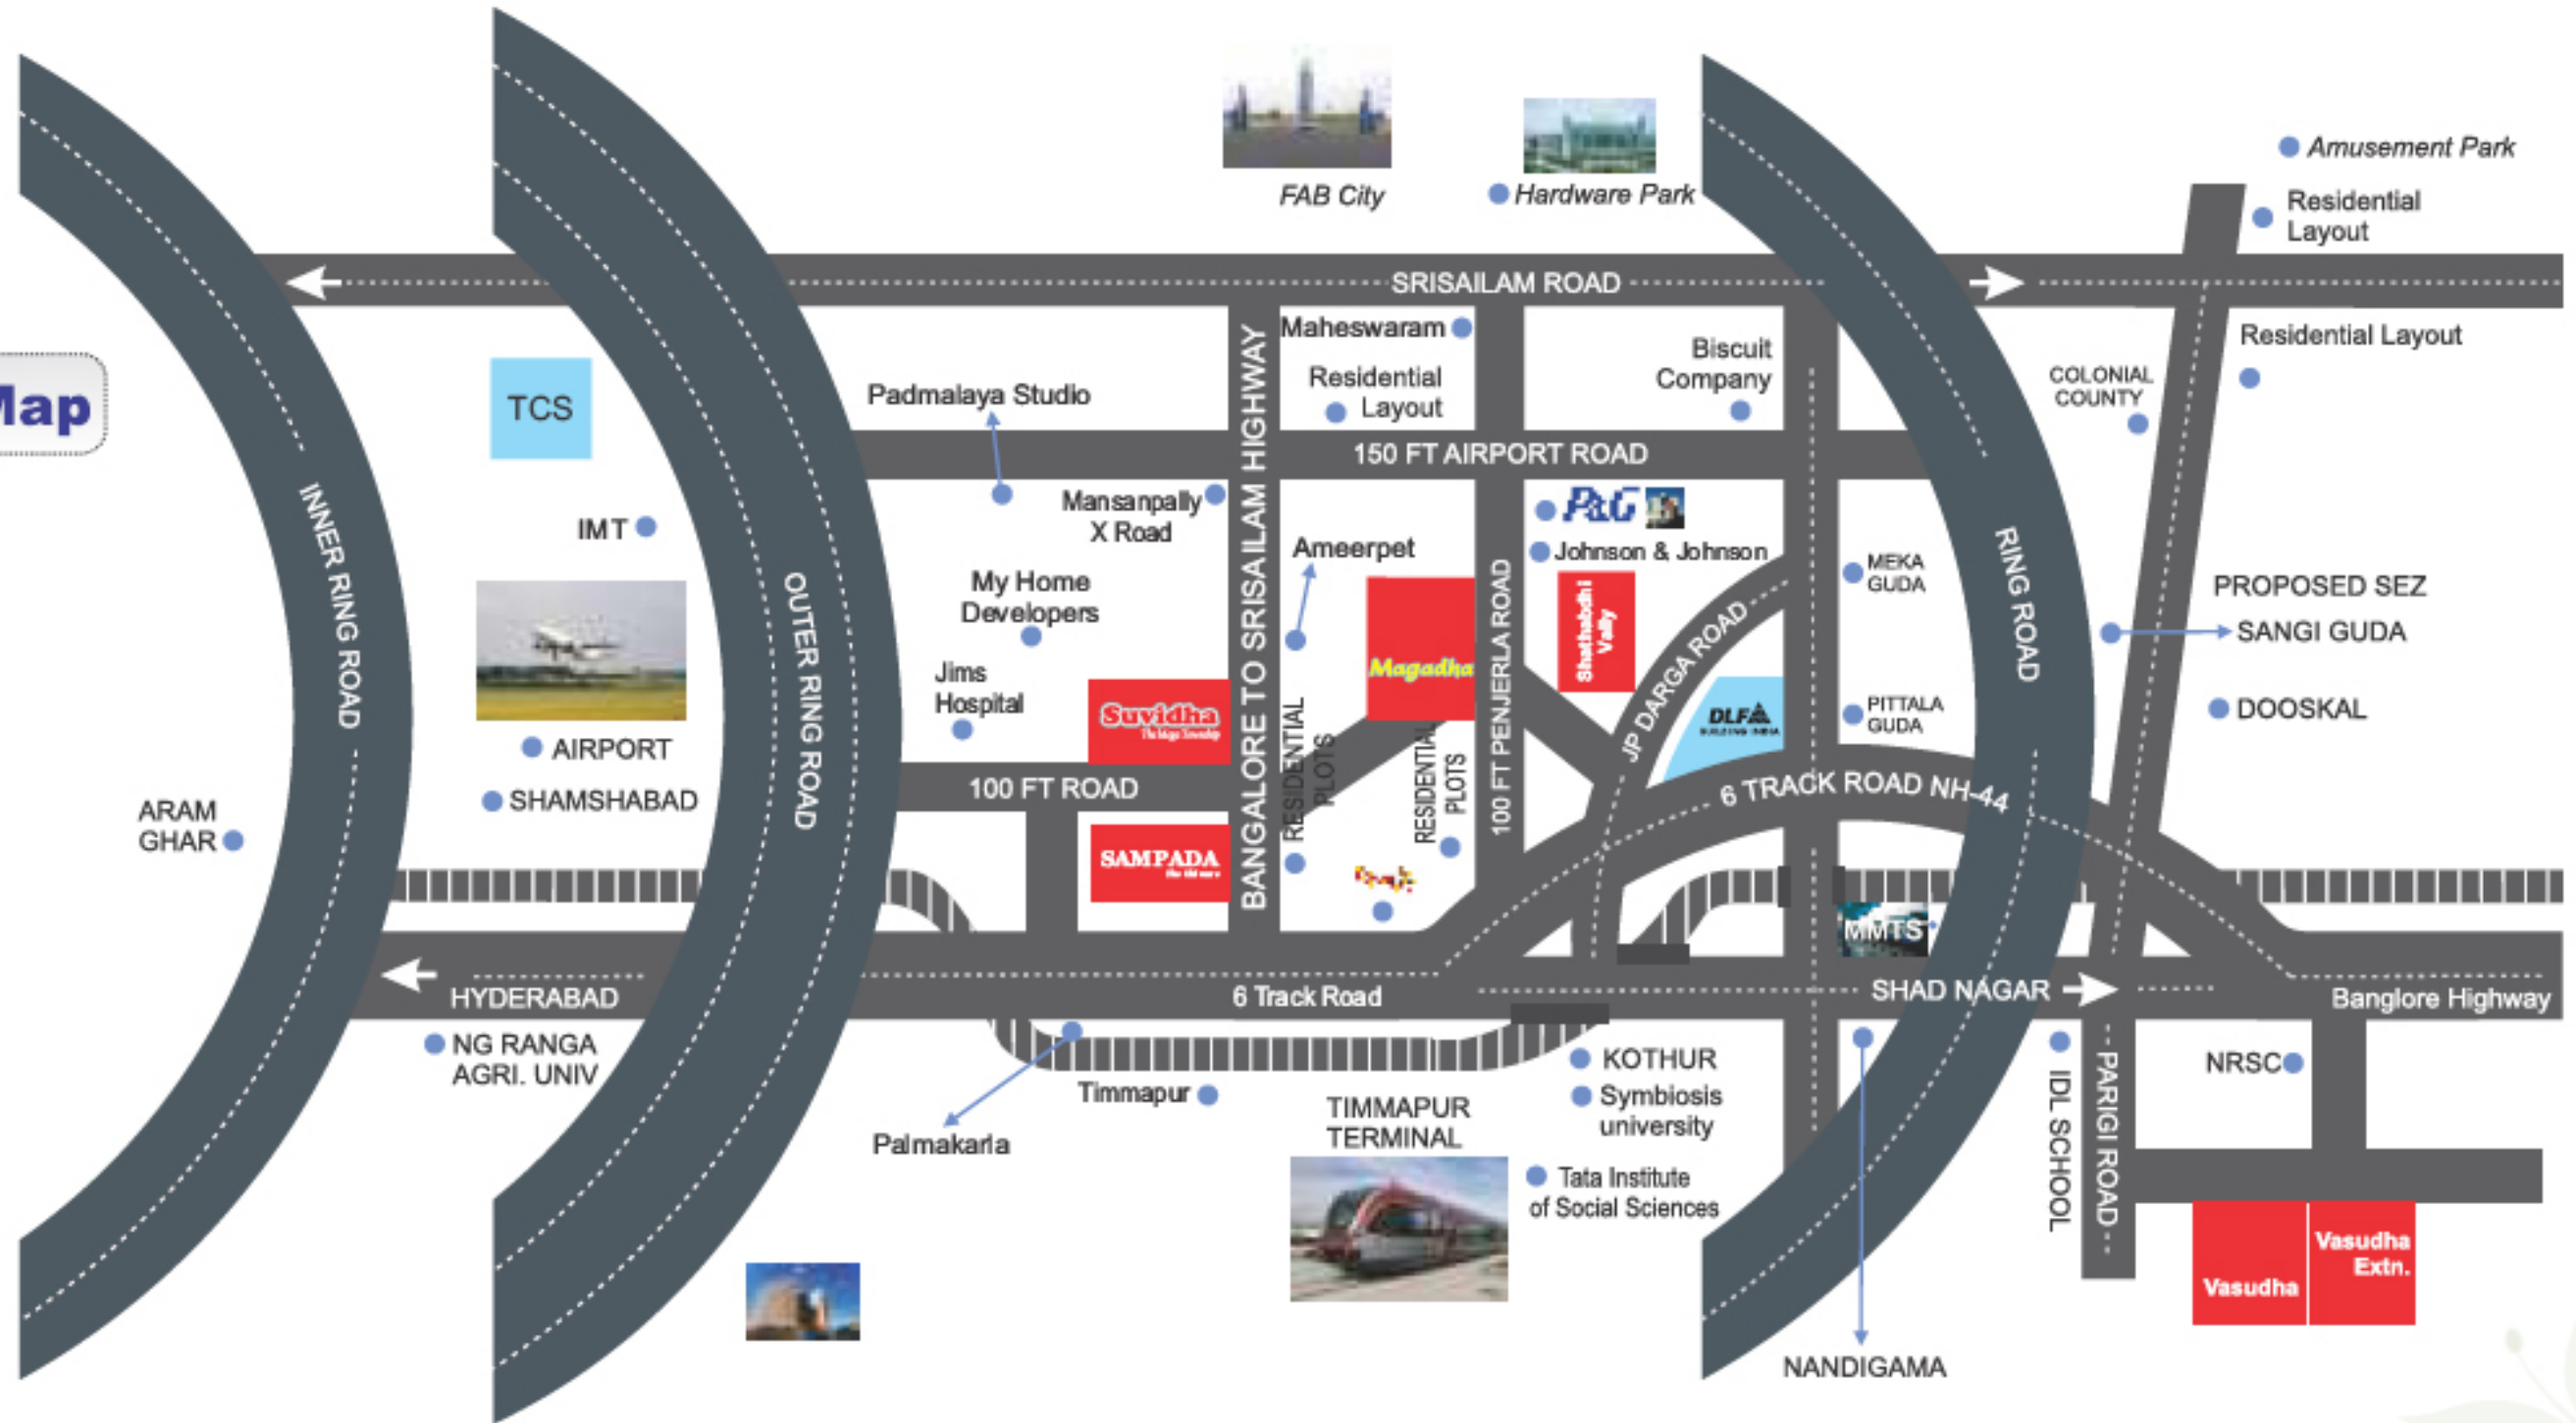 FAB City
Hardware Park
Amusement Park
Residential
Layout
SRISAILAM ROAD
Map
TCS
IMT
INNER RING ROAD
OUTER RING ROAD
Padmalaya Studio
Mansanpally
X Road
My Home
Developers
Jims
Hospital
Suvidha
100 FT ROAD
SAMPADA
BANGALORE TO SRISAILAM HIGHWAY
Maheswaram
Residential
Layout
150 FT AIRPORT ROAD
Biscuit
Company
Ameerpet
Magadha
RESIDENTIAL
PLOTS
RESIDENTIAL
PLOTS
100 FT PENJERLA ROAD
P&G
Johnson & Johnson
Shathabdhi
Vally
JP DARGA ROAD
DLF
BUILDING INDIA
MEKA
GUDA
PITTALA
GUDA
6 TRACK ROAD NH-44
RING ROAD
COLONIAL
COUNTY
Residential Layout
PROPOSED SEZ
SANGI GUDA
DOOSKAL
AIRPORT
SHAMSHABAD
ARAM
GHAR
MMTS
HYDERABAD
6 Track Road
SHAD NAGAR
Banglore Highway
NG RANGA
AGRI. UNIV
Palmakarla
Timmapur
TIMMAPUR
TERMINAL
KOTHUR
Symbiosis
university
Tata Institute
of Social Sciences
NANDIGAMA
IDL SCHOOL
PARIGI ROAD
NRSC
Vasudha
Vasudha
Extn.